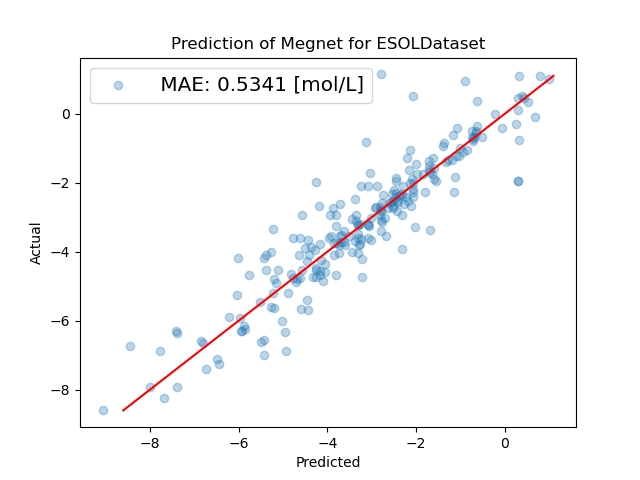 Prediction of Megnet for ESOLDataset
MAE: 0.5341 [mol/L]
0
−2
−4
−6
−8
Actual
−8 −6 −4 −2 0
Predicted